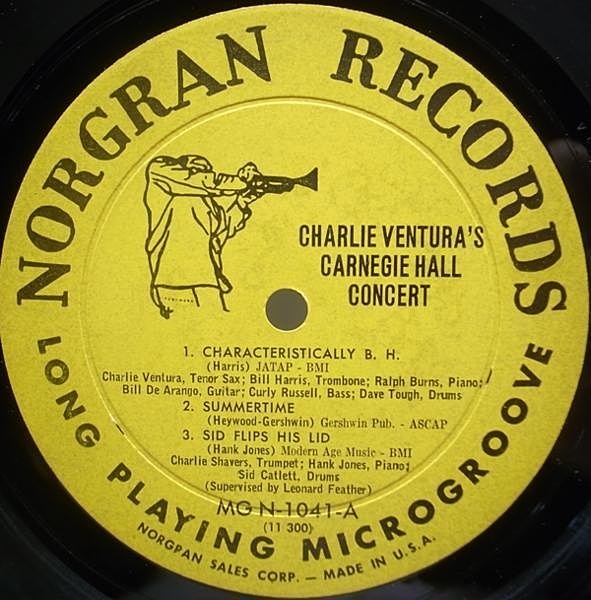 NORGRAN RECORDS
CHARLIE VENTURA'S
CARNEGIE HALL
CONCERT
1. CHARACTERISTICALLY B. H.
(Harris) JATAP - BMI
Charlie Ventura, Tenor Sax; Bill Harris, Trombone; Ralph Burns, Piano;
Bill De Arango, Guitar; Curly Russell, Bass; Dave Tough, Drums
2. SUMMERTIME
(Heywood-Gershwin) Gershwin Pub. - ASCAP
3. SID FLIPS HIS LID
(Hank Jones) Modern Age Music - BMI
Charlie Shavers, Trumpet; Hank Jones, Piano;
Sid Catlett, Drums
(Supervised by Leonard Feather)
MG N-1041-A
(11 300)
LONG PLAYING MICROGROOVE
NORGPAN SALES CORP. — MADE IN U.S.A.